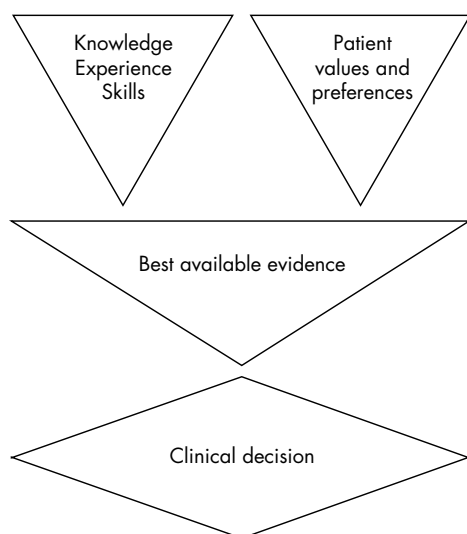 Knowledge
Experience
Skills
Patient
values and
preferences
Best available evidence
Clinical decision